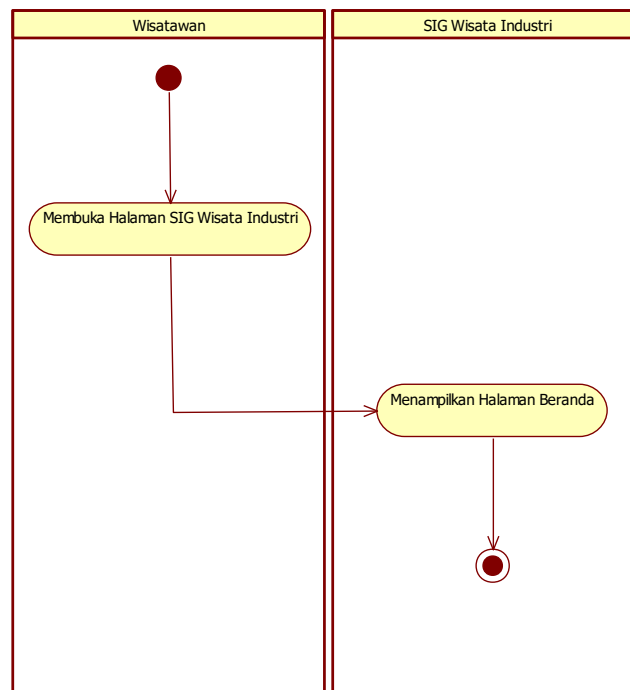 Wisatawan
SIG Wisata Industri
Membuka Halaman SIG Wisata Industri
Menampilkan Halaman Beranda